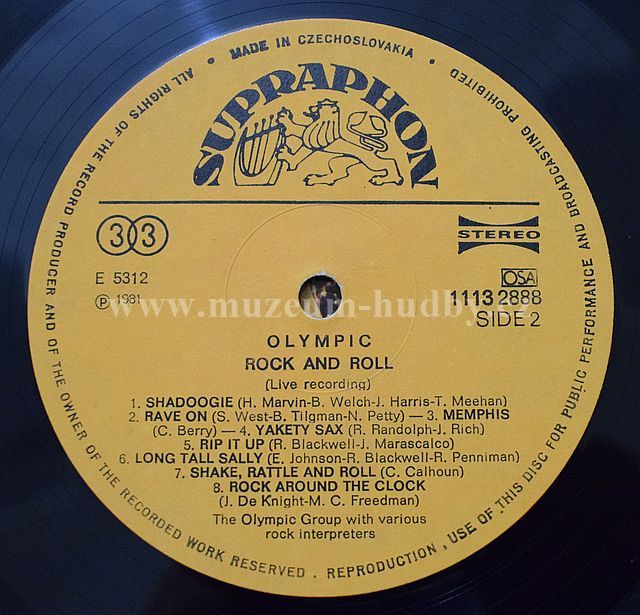 ALL RIGHTS OF THE RECORD PRODUCER AND OF THE OWNER OF THE RECORDED WORK RESERVED . REPRODUCTION , USE OF THIS DISC FOR PUBLIC PERFORMANCE AND BROADCASTING PROHIBITED
• MADE IN CZECHOSLOVAKIA •
SUPRAPHON
33
STEREO
E 5312
OSA
Ⓟ 1981
1113 2888
SIDE 2
OLYMPIC
ROCK AND ROLL
(Live recording)
1. SHADOOGIE (H. Marvin-B. Welch-J. Harris-T. Meehan)
2. RAVE ON (S. West-B. Tilgman-N. Petty) — 3. MEMPHIS
(C. Berry) — 4. YAKETY SAX (R. Randolph-J. Rich)
5. RIP IT UP (R. Blackwell-J. Marascalco)
6. LONG TALL SALLY (E. Johnson-R. Blackwell-R. Penniman)
7. SHAKE, RATTLE AND ROLL (C. Calhoun)
8. ROCK AROUND THE CLOCK
(J. De Knight-M. C. Freedman)
The Olympic Group with various
rock interpreters